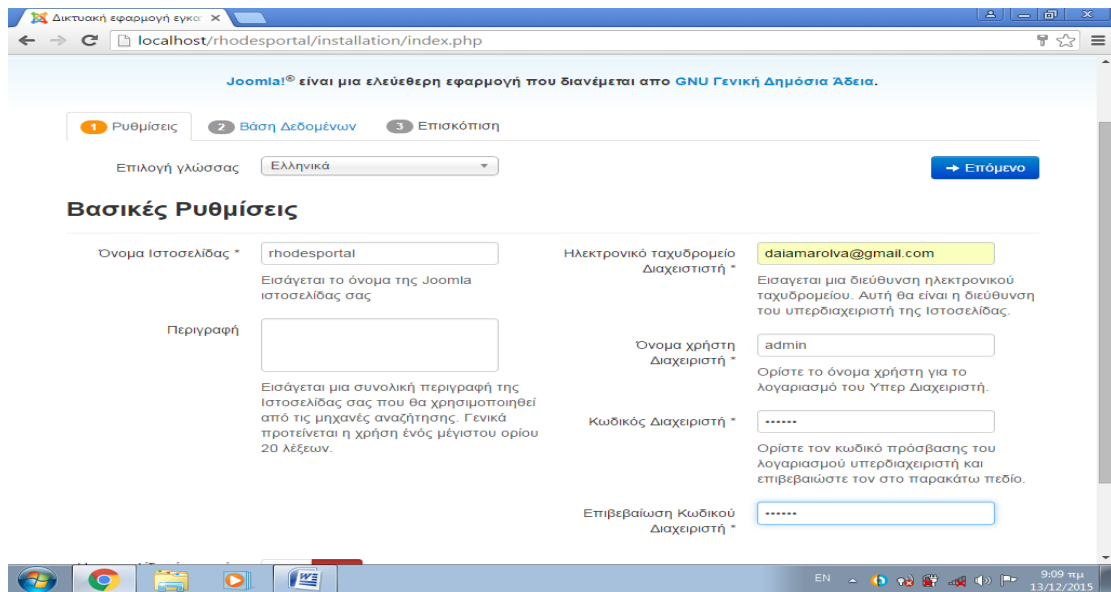 Δικτυακή εφαρμογή εγκα
localhost/rhodesportal/installation/index.php
Joomla!® είναι μια ελεύθερη εφαρμογή που διανέμεται απο GNU Γενική Δημόσια Άδεια.
1 Ρυθμίσεις 2 Βάση Δεδομένων 3 Επισκόπιση
Επιλογή γλώσσας Ελληνικά → Επόμενο
Βασικές Ρυθμίσεις
Όνομα Ιστοσελίδας * rhodesportal
Εισάγεται το όνομα της Joomla
ιστοσελίδας σας
Περιγραφή
Εισάγεται μια συνολική περιγραφή της
Ιστοσελίδας σας που θα χρησιμοποιηθεί
από τις μηχανές αναζήτησης. Γενικά
προτείνεται η χρήση ένός μέγιστου ορίου
20 λέξεων.
Ηλεκτρονικό ταχυδρομείο
Διαχειστιστή *
daiamarolva@gmail.com
Εισαγεται μια διεύθυνση ηλεκτρονικού
ταχυδρομείου. Αυτή θα είναι η διεύθυνση
του υπερδιαχειριστή της Ιστοσελίδας.
Όνομα χρήστη
Διαχειριστή *
admin
Ορίστε το όνομα χρήστη για το
λογαριασμό του Υπερ Διαχειριστή.
Κωδικός Διαχειριστή * ••••••
Ορίστε τον κωδικό πρόσβασης του
λογαριασμού υπερδιαχειριστή και
επιβεβαιώστε τον στο παρακάτω πεδίο.
Επιβεβαίωση Κωδικού
Διαχειριστή *
••••••
EN
9:09 πμ
13/12/2015